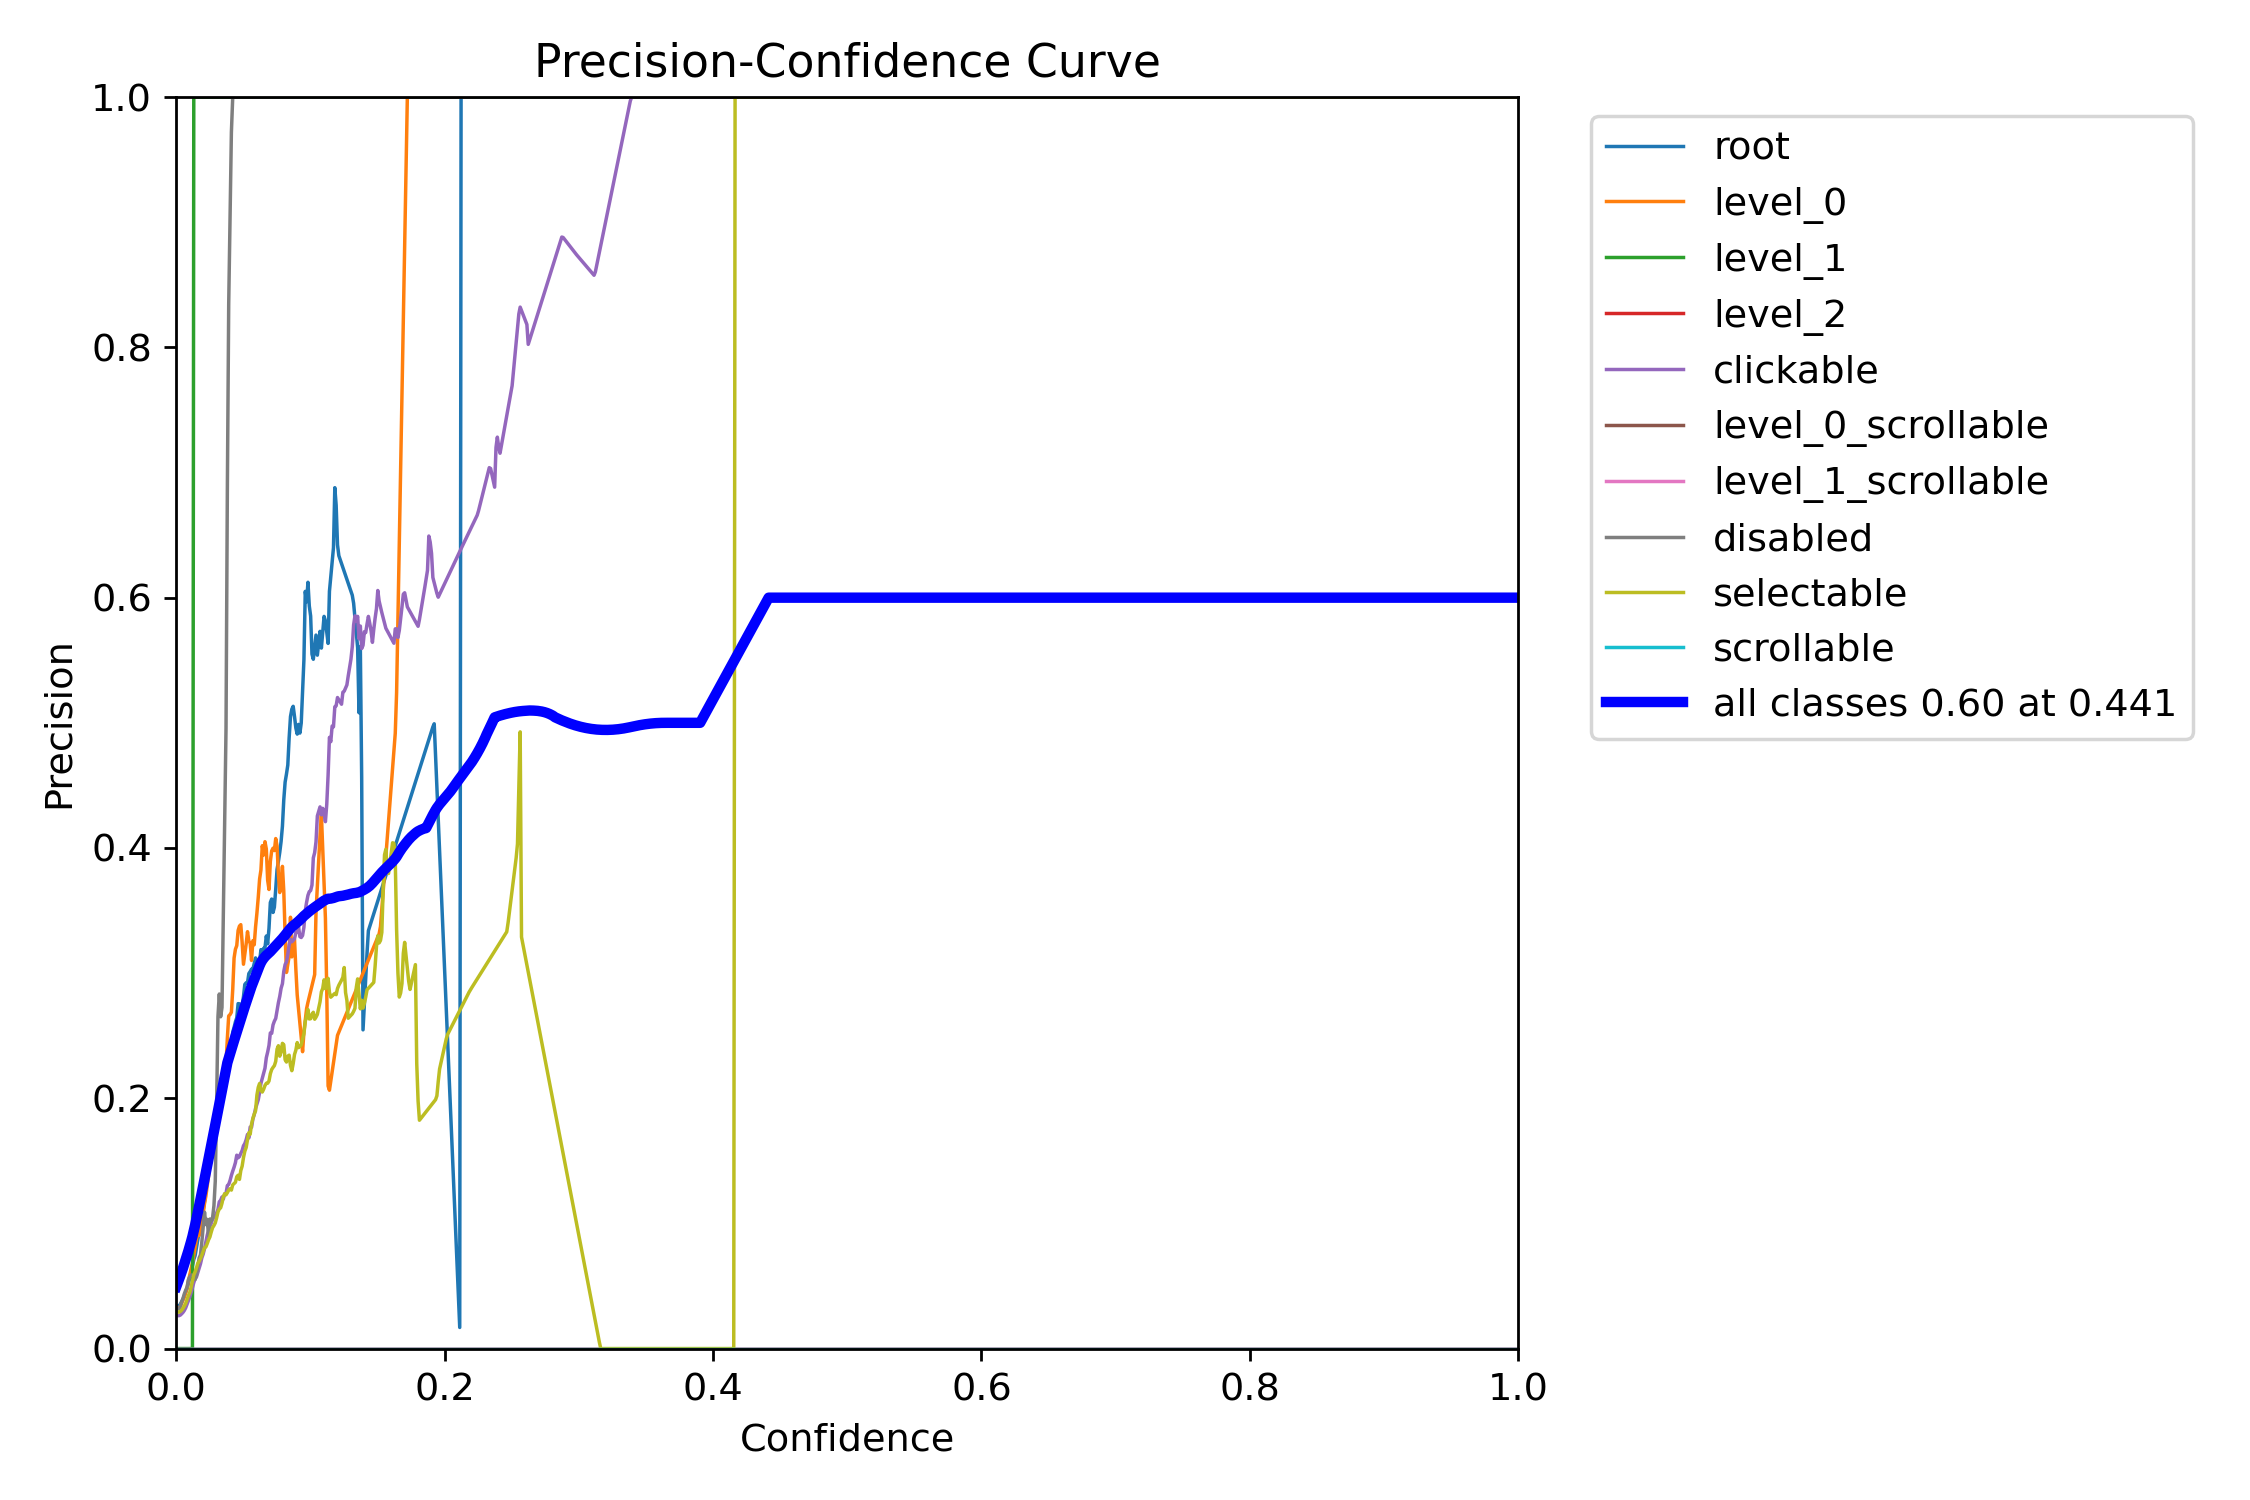 Precision-Confidence Curve
1.0
0.8
0.6
0.4
0.2
0.0
Precision
0.0 0.2 0.4 0.6 0.8 1.0
Confidence
root
level_0
level_1
level_2
clickable
level_0_scrollable
level_1_scrollable
disabled
selectable
scrollable
all classes 0.60 at 0.441